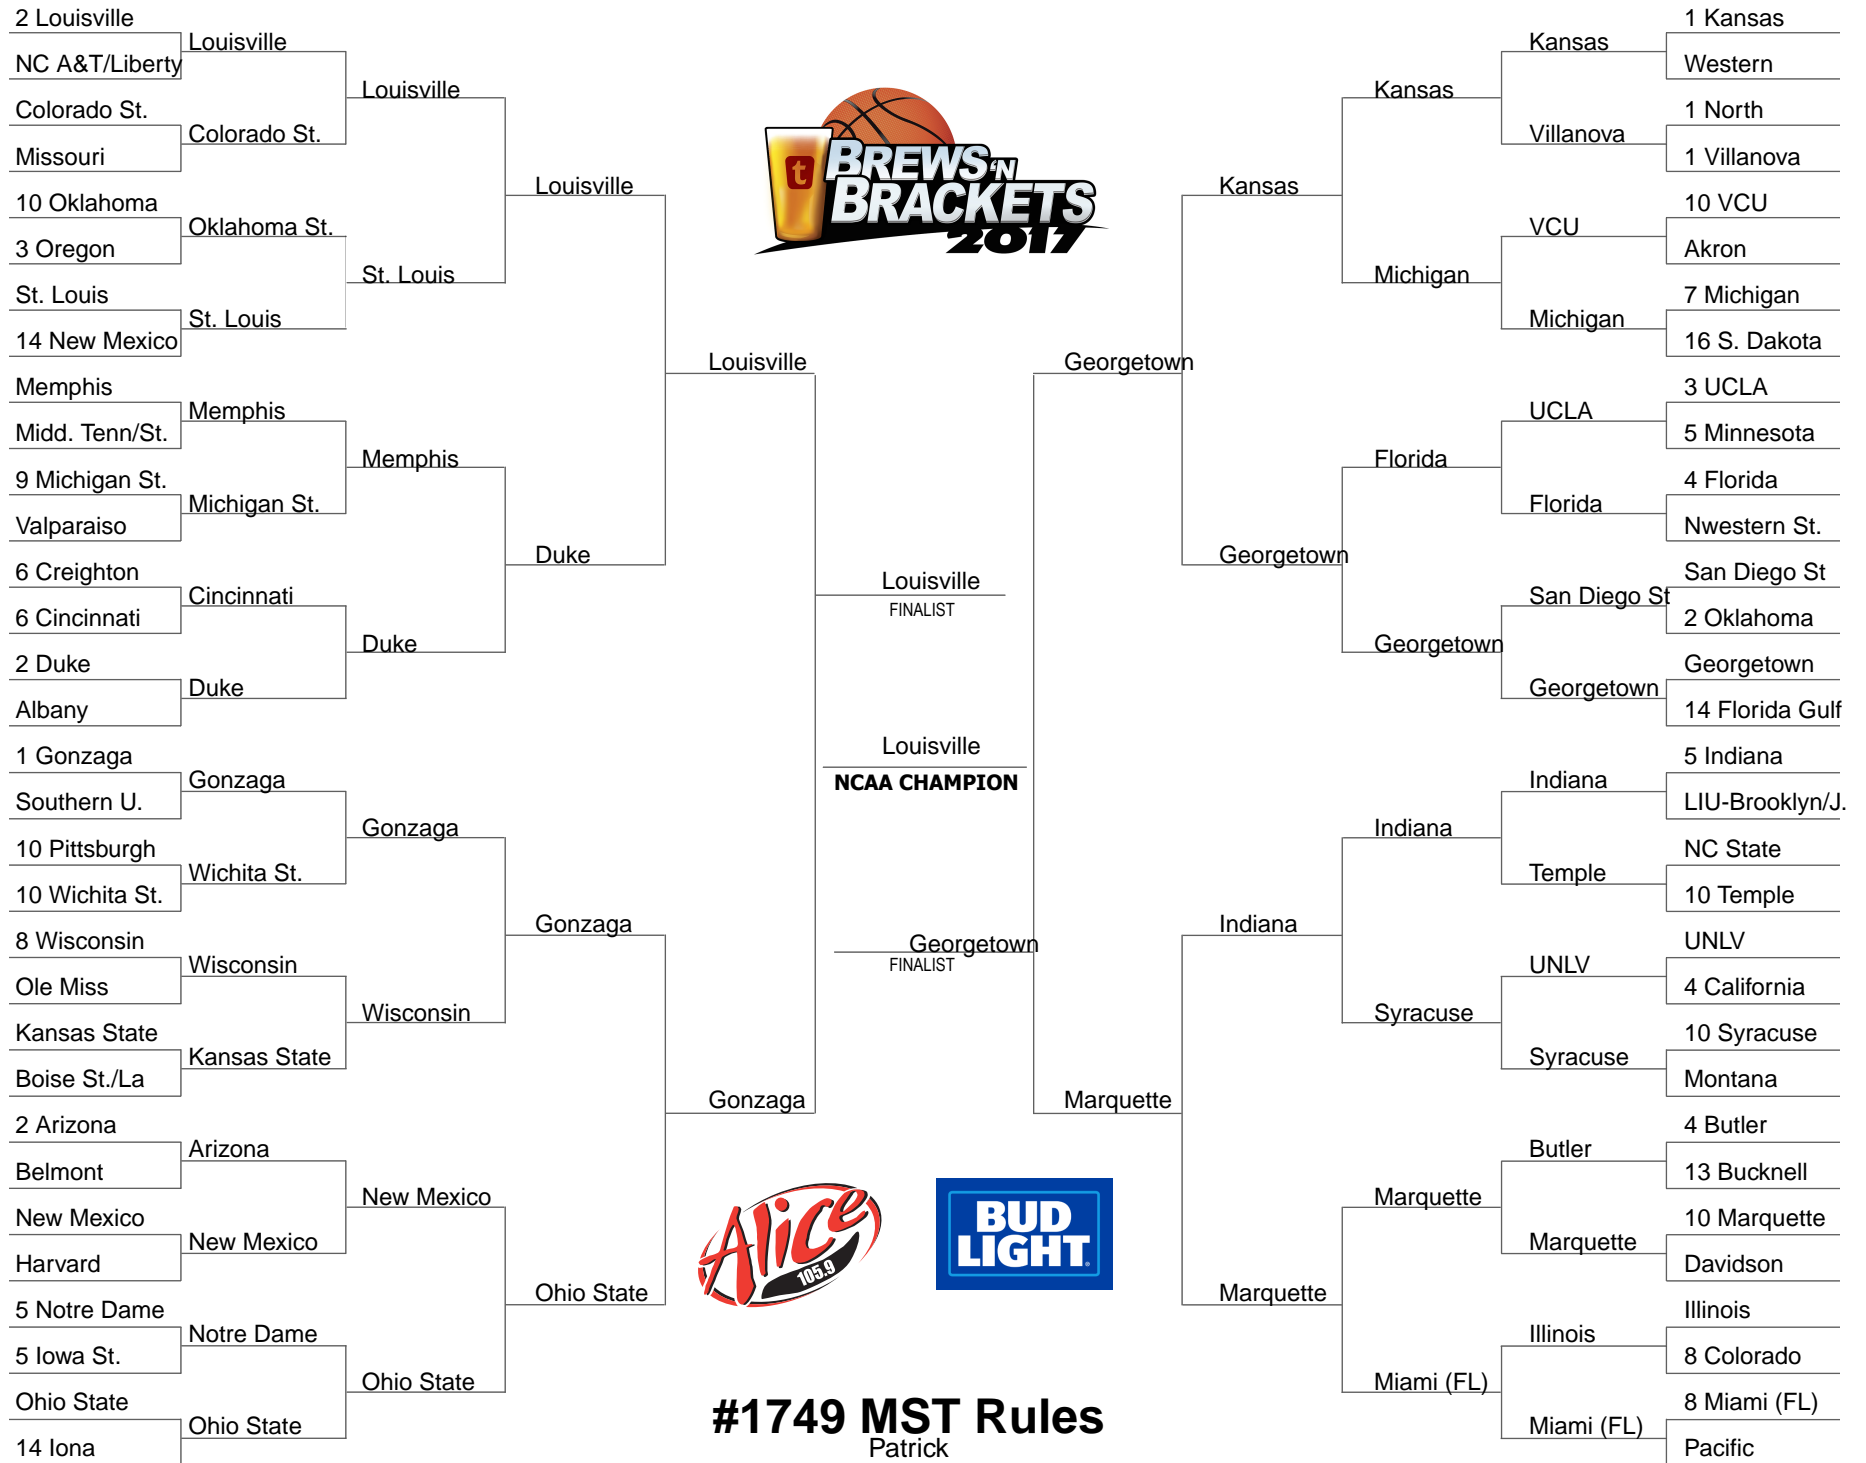 2 Louisville
NC A&T/Liberty
Colorado St.
Missouri
10 Oklahoma
3 Oregon
St. Louis
14 New Mexico
Memphis
Midd. Tenn/St.
9 Michigan St.
Valparaiso
6 Creighton
6 Cincinnati
2 Duke
Albany
1 Gonzaga
Southern U.
10 Pittsburgh
10 Wichita St.
8 Wisconsin
Ole Miss
Kansas State
Boise St./La
2 Arizona
Belmont
New Mexico
Harvard
5 Notre Dame
5 Iowa St.
Ohio State
14 Iona
Louisville
Colorado St.
Oklahoma St.
St. Louis
Memphis
Michigan St.
Cincinnati
Duke
Gonzaga
Wichita St.
Wisconsin
Kansas State
Arizona
New Mexico
Notre Dame
Ohio State
Louisville
St. Louis
Memphis
Duke
Gonzaga
Wisconsin
New Mexico
Ohio State
Louisville
Duke
Gonzaga
Ohio State
Louisville
Gonzaga
t
BREWS 'N
BRACKETS
2017
Louisville
FINALIST
Louisville
NCAA CHAMPION
Georgetown
FINALIST
Alice
105.9
BUD
LIGHT
#1749 MST Rules
Patrick
Georgetown
Marquette
Kansas
Georgetown
Indiana
Marquette
Kansas
Michigan
Florida
Georgetown
Indiana
Syracuse
Marquette
Miami (FL)
Kansas
Villanova
VCU
Michigan
UCLA
Florida
San Diego St
Georgetown
Indiana
Temple
UNLV
Syracuse
Butler
Marquette
Illinois
Miami (FL)
1 Kansas
Western
1 North
1 Villanova
10 VCU
Akron
7 Michigan
16 S. Dakota
3 UCLA
5 Minnesota
4 Florida
Nwestern St.
San Diego St
2 Oklahoma
Georgetown
14 Florida Gulf
5 Indiana
LIU-Brooklyn/J.
NC State
10 Temple
UNLV
4 California
10 Syracuse
Montana
4 Butler
13 Bucknell
10 Marquette
Davidson
Illinois
8 Colorado
8 Miami (FL)
Pacific